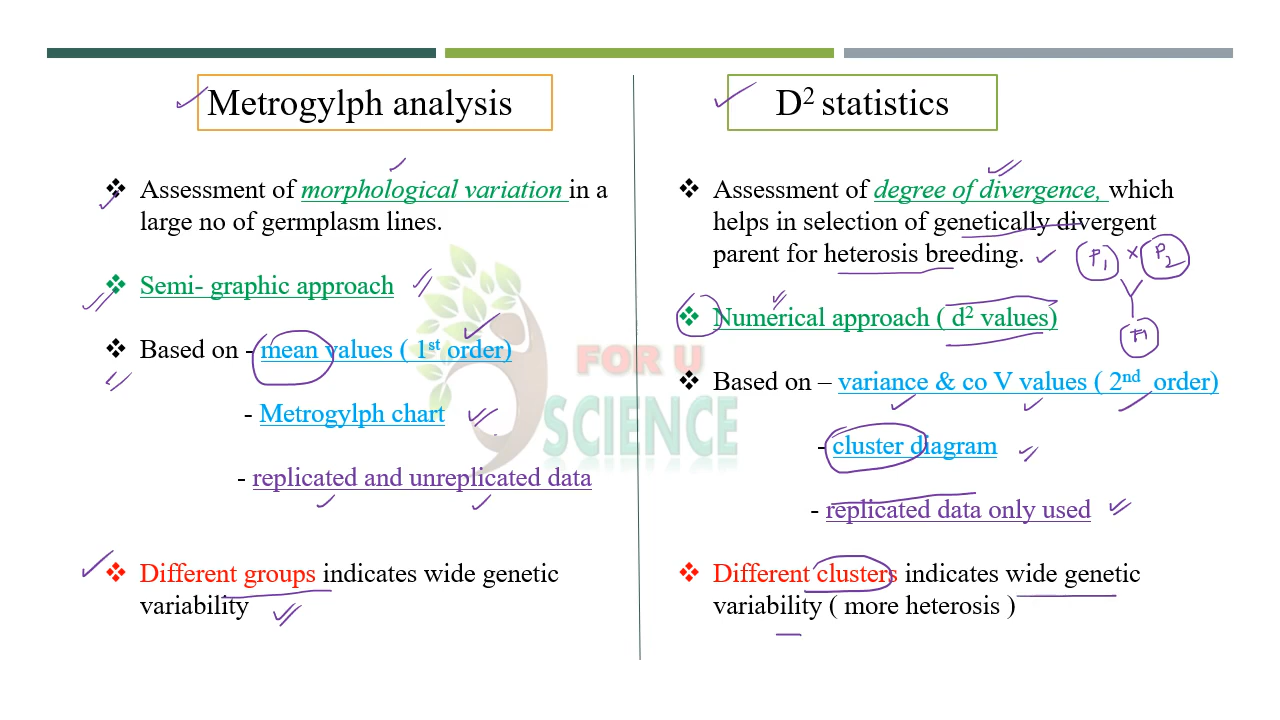 Metrogylph analysis
❖ Assessment of morphological variation in a
large no of germplasm lines.
❖ Semi- graphic approach
❖ Based on - mean values ( 1st order)
- Metrogylph chart
- replicated and unreplicated data
❖ Different groups indicates wide genetic
variability
D2 statistics
❖ Assessment of degree of divergence, which
helps in selection of genetically divergent
parent for heterosis breeding.
P1 × P2
F1
❖ Numerical approach ( d2 values)
❖ Based on – variance & co V values ( 2nd order)
- cluster diagram
- replicated data only used
❖ Different clusters indicates wide genetic
variability ( more heterosis )
FOR U
SCIENCE